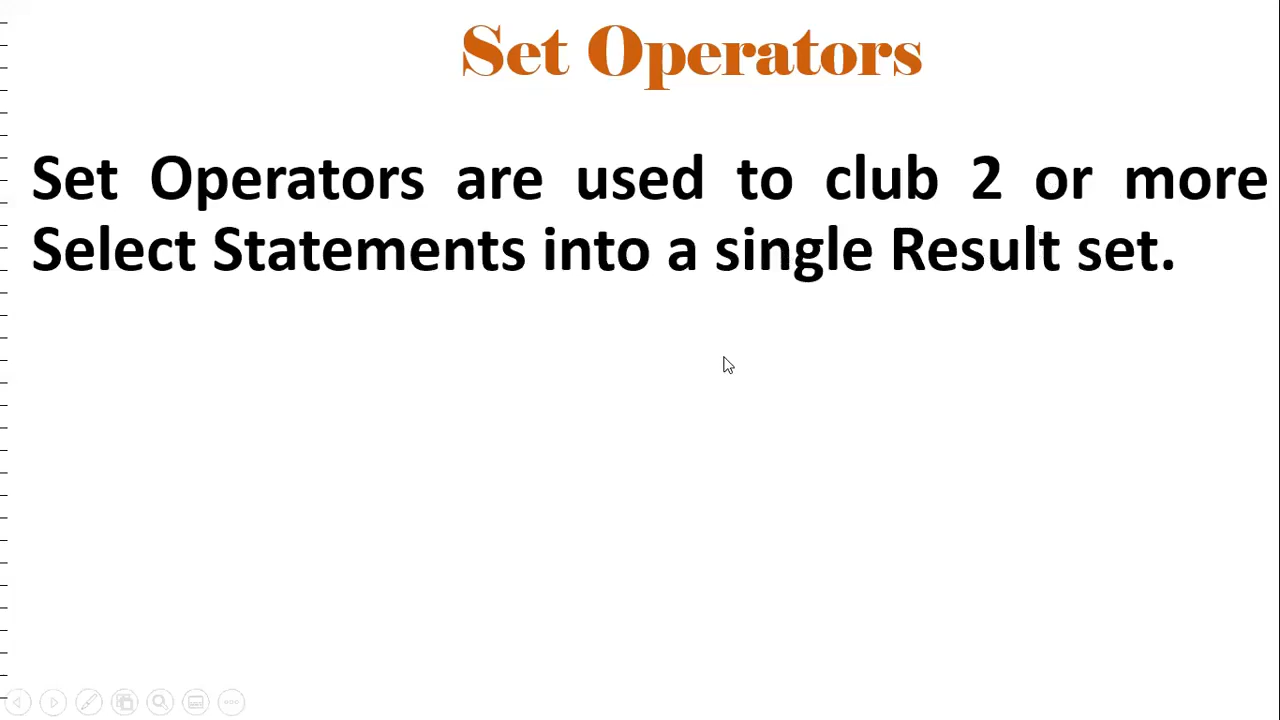 Set Operators
Set Operators are used to club 2 or more
Select Statements into a single Result set.